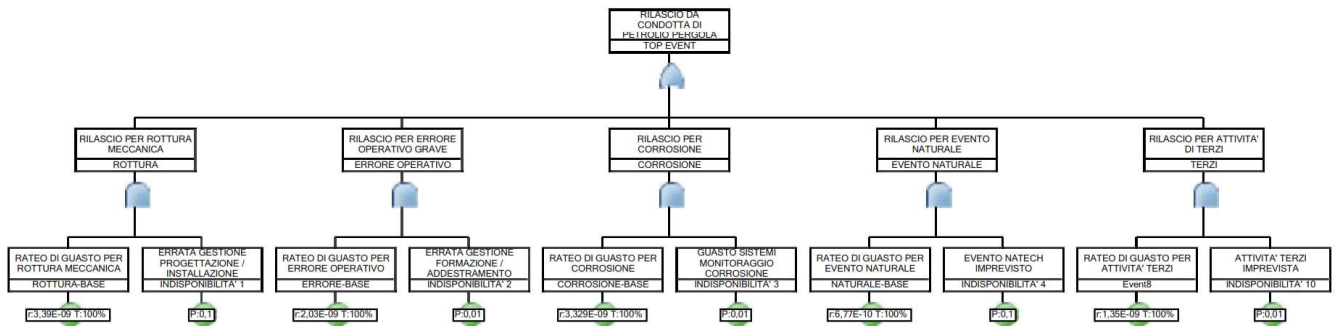 RILASCIO DA
CONDOTTA DI
PETROLIO PERGOLA
TOP EVENT
RILASCIO PER ROTTURA
MECCANICA
ROTTURA
RILASCIO PER ERRORE
OPERATIVO GRAVE
ERRORE OPERATIVO
RILASCIO PER
CORROSIONE
CORROSIONE
RILASCIO PER EVENTO
NATURALE
EVENTO NATURALE
RILASCIO PER ATTIVITA'
DI TERZI
TERZI
RATEO DI GUASTO PER
ROTTURA MECCANICA
ROTTURA-BASE
r:3,39E-09 T:100%
ERRATA GESTIONE
PROGETTAZIONE /
INSTALLAZIONE
INDISPONIBILITA' 1
P:0,1
RATEO DI GUASTO PER
ERRORE OPERATIVO
ERRORE-BASE
r:2,03E-09 T:100%
ERRATA GESTIONE
FORMAZIONE /
ADDESTRAMENTO
INDISPONIBILITA' 2
P:0,01
RATEO DI GUASTO PER
CORROSIONE
CORROSIONE-BASE
r:3,329E-09 T:100%
GUASTO SISTEMI
MONITORAGGIO
CORROSIONE
INDISPONIBILITA' 3
P:0,01
RATEO DI GUASTO PER
EVENTO NATURALE
NATURALE-BASE
r:6,77E-10 T:100%
EVENTO NATECH
IMPREVISTO
INDISPONIBILITA' 4
P:0,1
RATEO DI GUASTO PER
ATTIVITA' TERZI
Event8
r:1,35E-09 T:100%
ATTIVITA' TERZI
IMPREVISTA
INDISPONIBILITA' 10
P:0,01